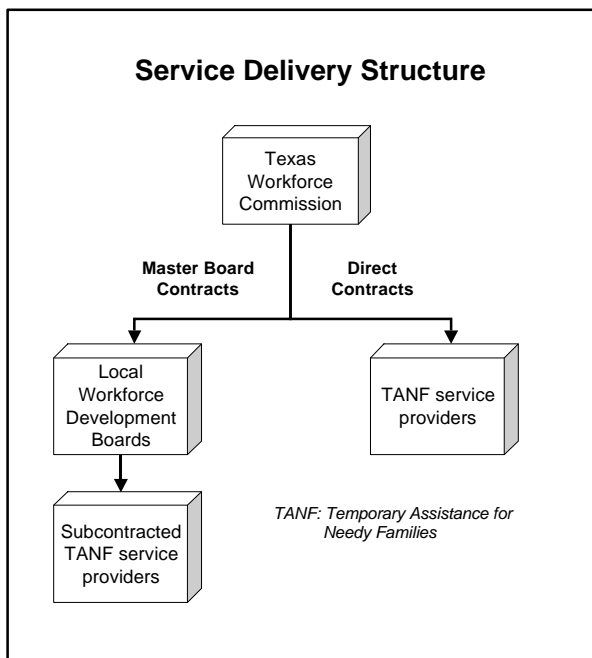 Service Delivery Structure
Texas
Workforce
Commission
Master Board
Contracts
Direct
Contracts
Local
Workforce
Development
Boards
TANF service
providers
Subcontracted
TANF service
providers
TANF: Temporary Assistance for
Needy Families